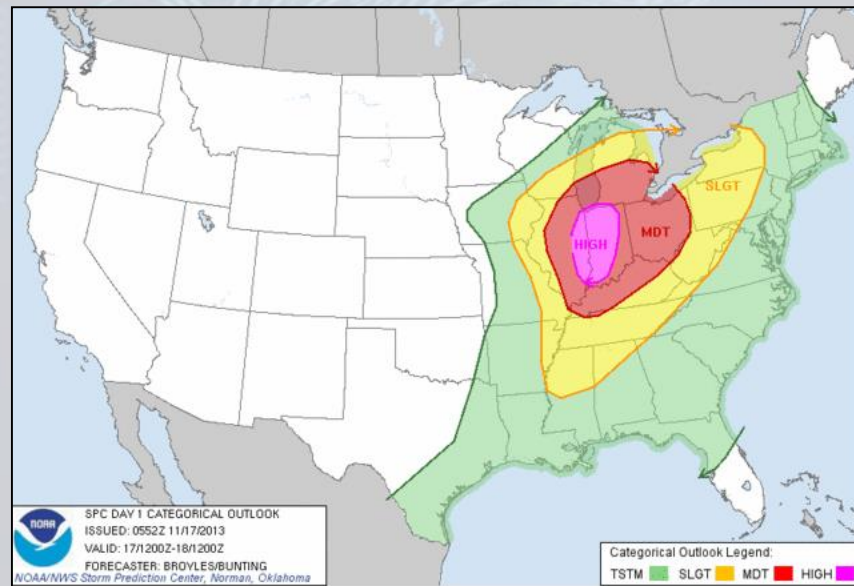 SLGT
MDT
HIGH
NOAA
SPC DAY 1 CATEGORICAL OUTLOOK
ISSUED: 0552Z 11/17/2013
VALID: 17/1200Z-18/1200Z
FORECASTER: BROYLES/BUNTING
NOAA/NWS Storm Prediction Center, Norman, Oklahoma
Categorical Outlook Legend:
TSTM SLGT MDT HIGH